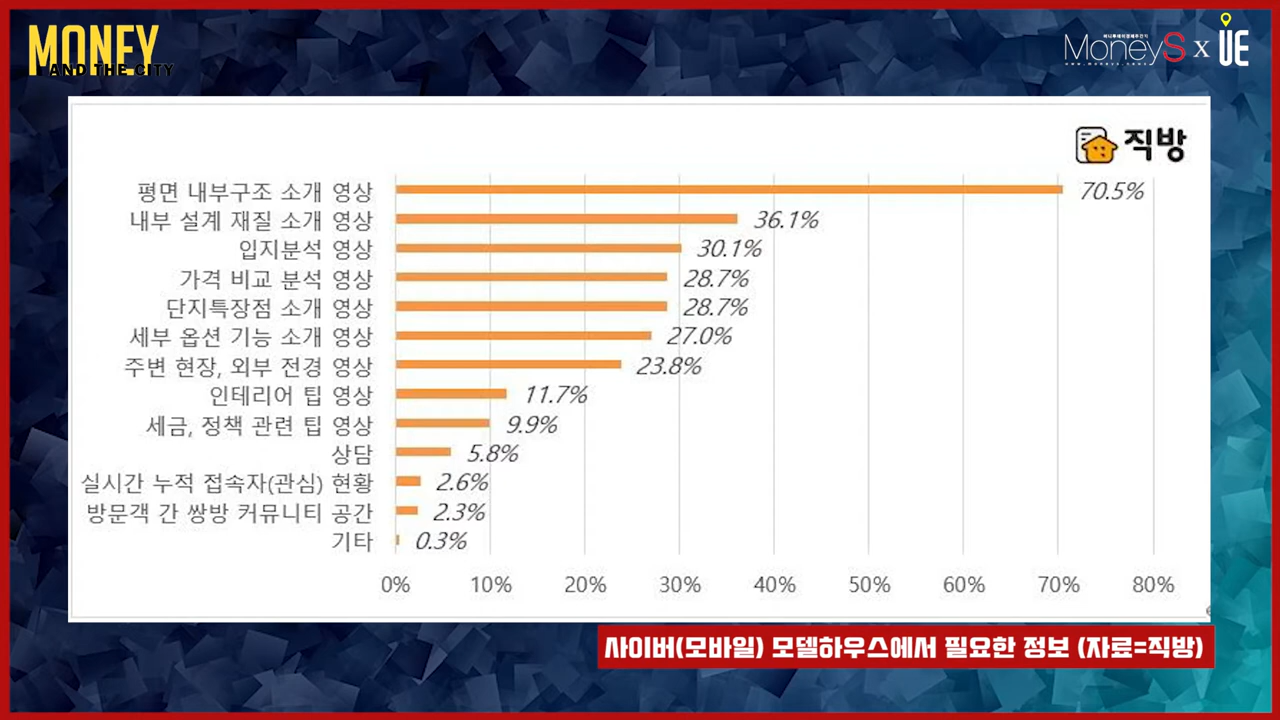 MONEY
AND THE CITY
MoneyS x UE
직방
평면 내부구조 소개 영상 70.5%
내부 설계 재질 소개 영상 36.1%
입지분석 영상 30.1%
가격 비교 분석 영상 28.7%
단지특장점 소개 영상 28.7%
세부 옵션 기능 소개 영상 27.0%
주변 현장, 외부 전경 영상 23.8%
인테리어 팁 영상 11.7%
세금, 정책 관련 팁 영상 9.9%
상담 5.8%
실시간 누적 접속자(관심) 현황 2.6%
방문객 간 쌍방 커뮤니티 공간 2.3%
기타 0.3%
0% 10% 20% 30% 40% 50% 60% 70% 80%
사이버(모바일) 모델하우스에서 필요한 정보 (자료=직방)